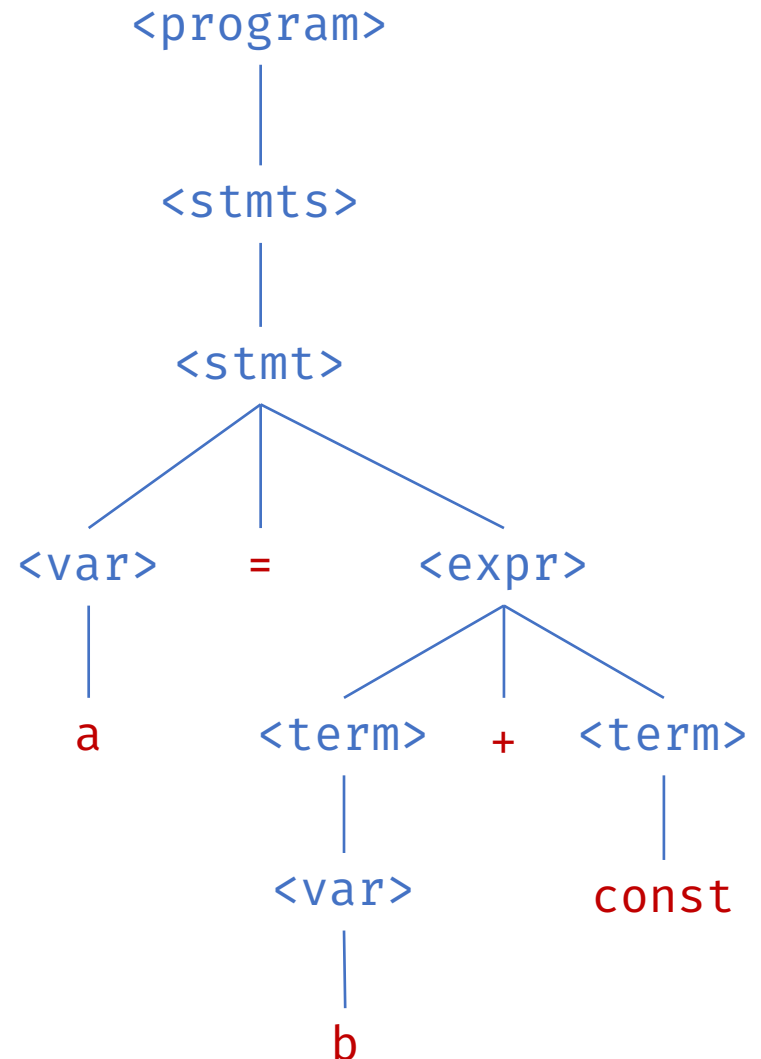 <program>
<stmts>
<stmt>
<var> = <expr>
a <term> + <term>
<var> const
b